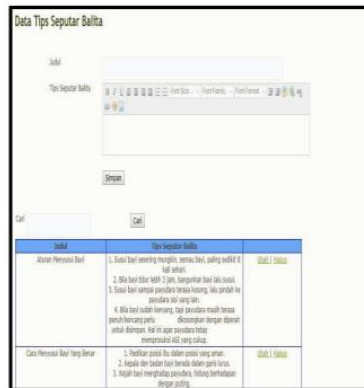 Data Tips Seputar Balita
Judul
Tips Seputar Balita
Font Size... Font Family. Font Format
Simpan
Cari
Cari
Judul
Tips Seputar Balita
Aturan Menyusui Bayi
1. Susui bayi sesering mungkin, semau bayi, paling sedikit 8
kali sehari.
2. Bila bayi tidur lebih 3 jam, bangunkan bayi lalu susui.
3. Susui bayi sampai payudara terasa kosong, lalu pindah ke
payudara sisi yang lain.
4. Bila bayi sudah kenyang, tapi payudara masih terasa
penuh kencang perlu dikosongkan dengan diperah
untuk disimpan. Hal ini agar payudara tetap
memproduksi ASI yang cukup.
Ubah | Hapus
Cara Menyusui Bayi Yang Benar
1. Pastikan posisi ibu dalam posisi yang aman.
2. Kepala dan badan bayi berada dalam garis lurus.
3. Wajah bayi menghadap payudara, hidung berhadapan
dengan puting.
Ubah | Hapus